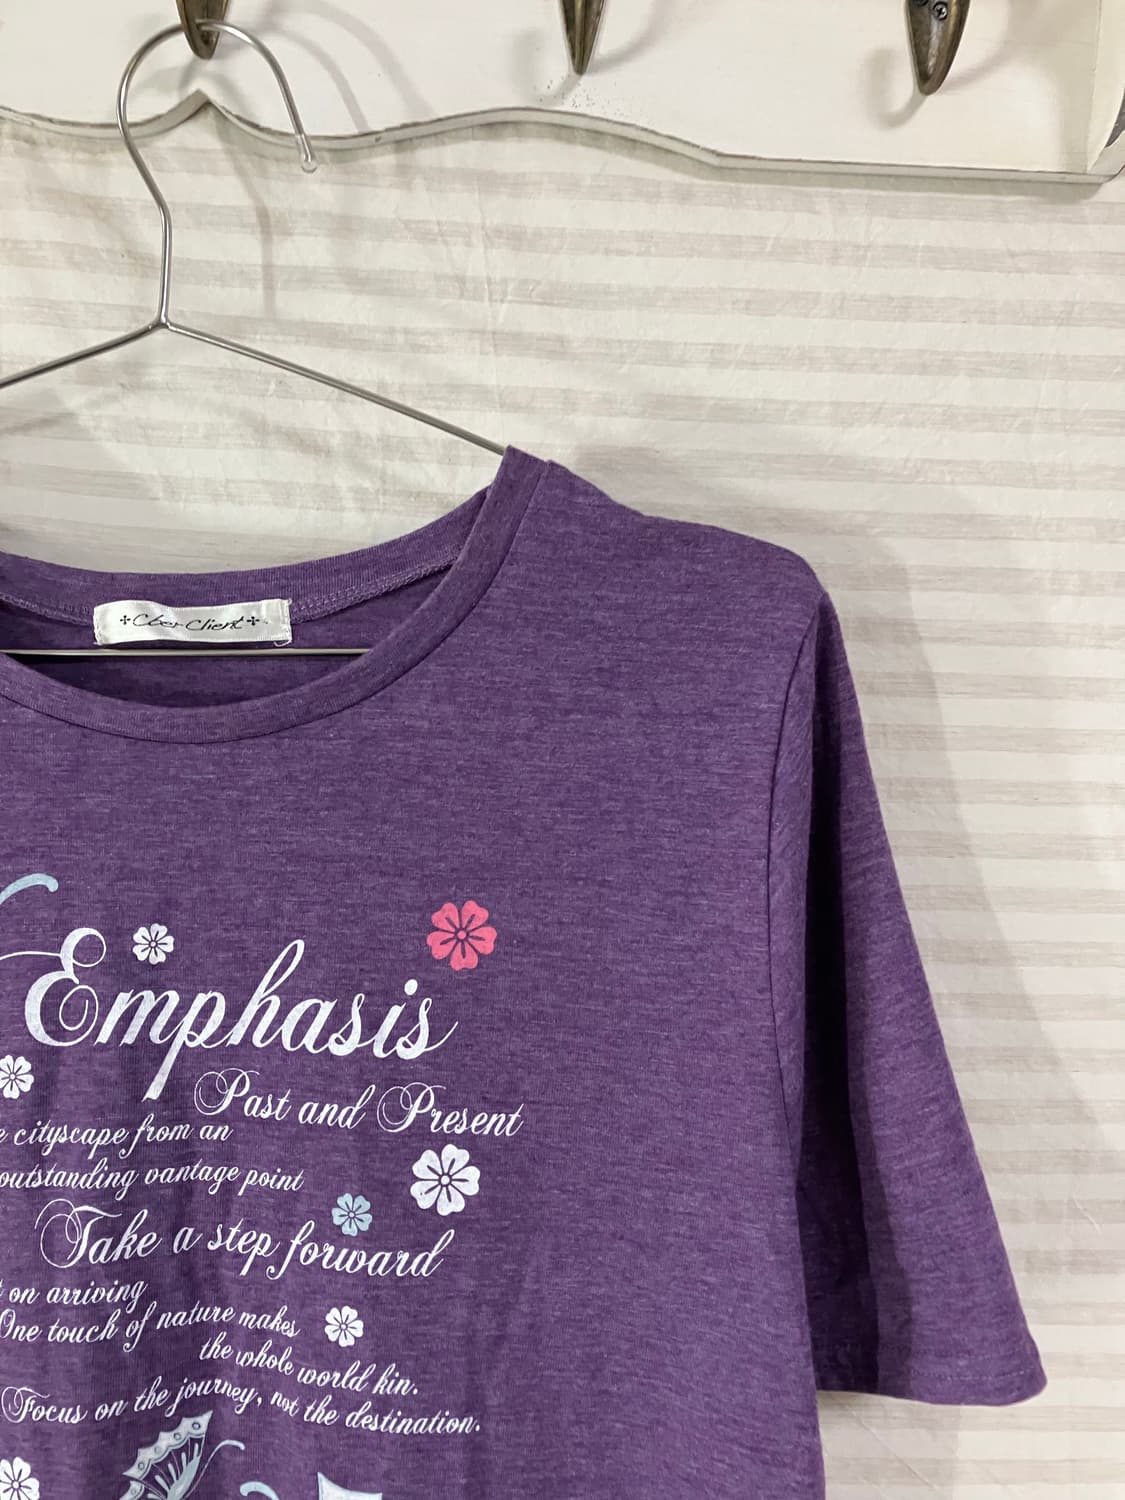 Cher Client
Emphasis
Past and Present
cityscape from an
outstanding vantage point
Take a step forward
on arriving
One touch of nature makes
the whole world kin.
Focus on the journey, not the destination.